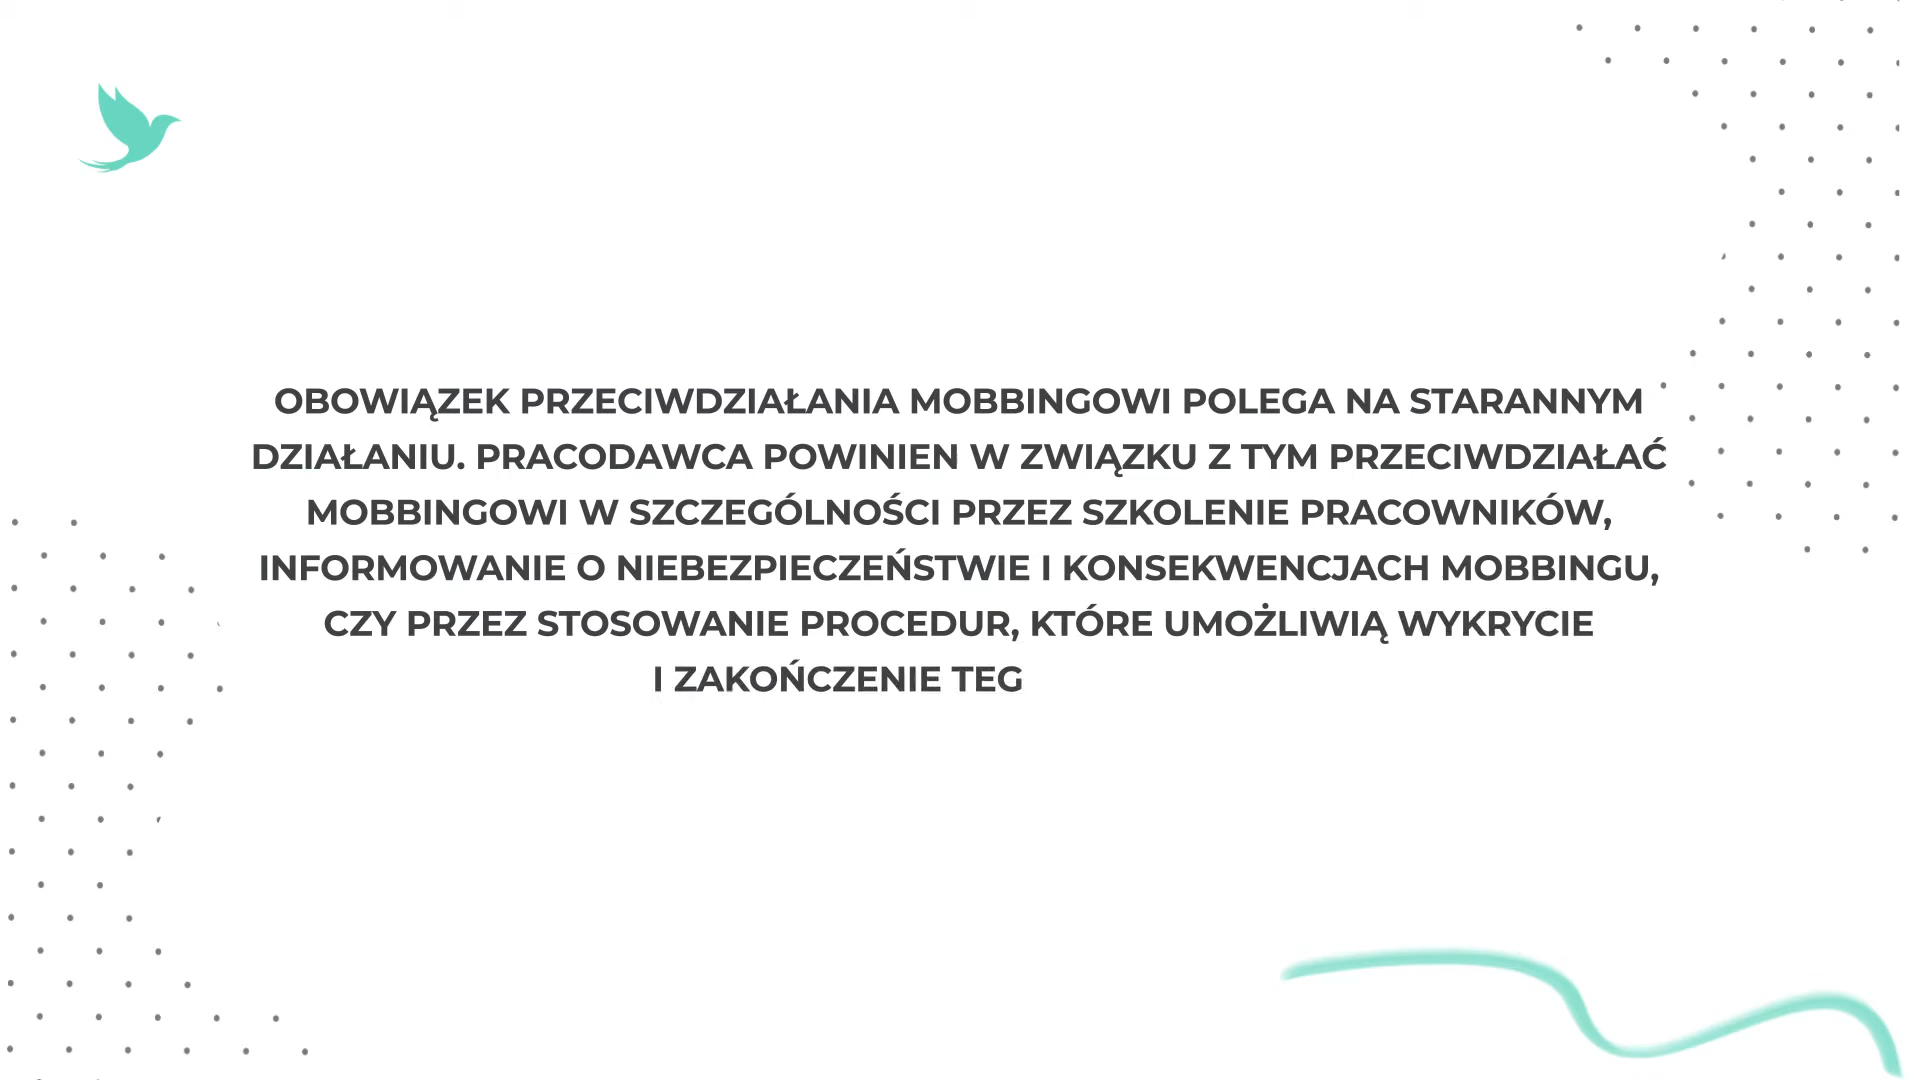 OBOWIĄZEK PRZECIWDZIAŁANIA MOBBINGOWI POLEGA NA STARANNYM
DZIAŁANIU. PRACODAWCA POWINIEN W ZWIĄZKU Z TYM PRZECIWDZIAŁAĆ
MOBBINGOWI W SZCZEGÓLNOŚCI PRZEZ SZKOLENIE PRACOWNIKÓW,
INFORMOWANIE O NIEBEZPIECZEŃSTWIE I KONSEKWENCJACH MOBBINGU,
CZY PRZEZ STOSOWANIE PROCEDUR, KTÓRE UMOŻLIWIĄ WYKRYCIE
I ZAKOŃCZENIE TEG